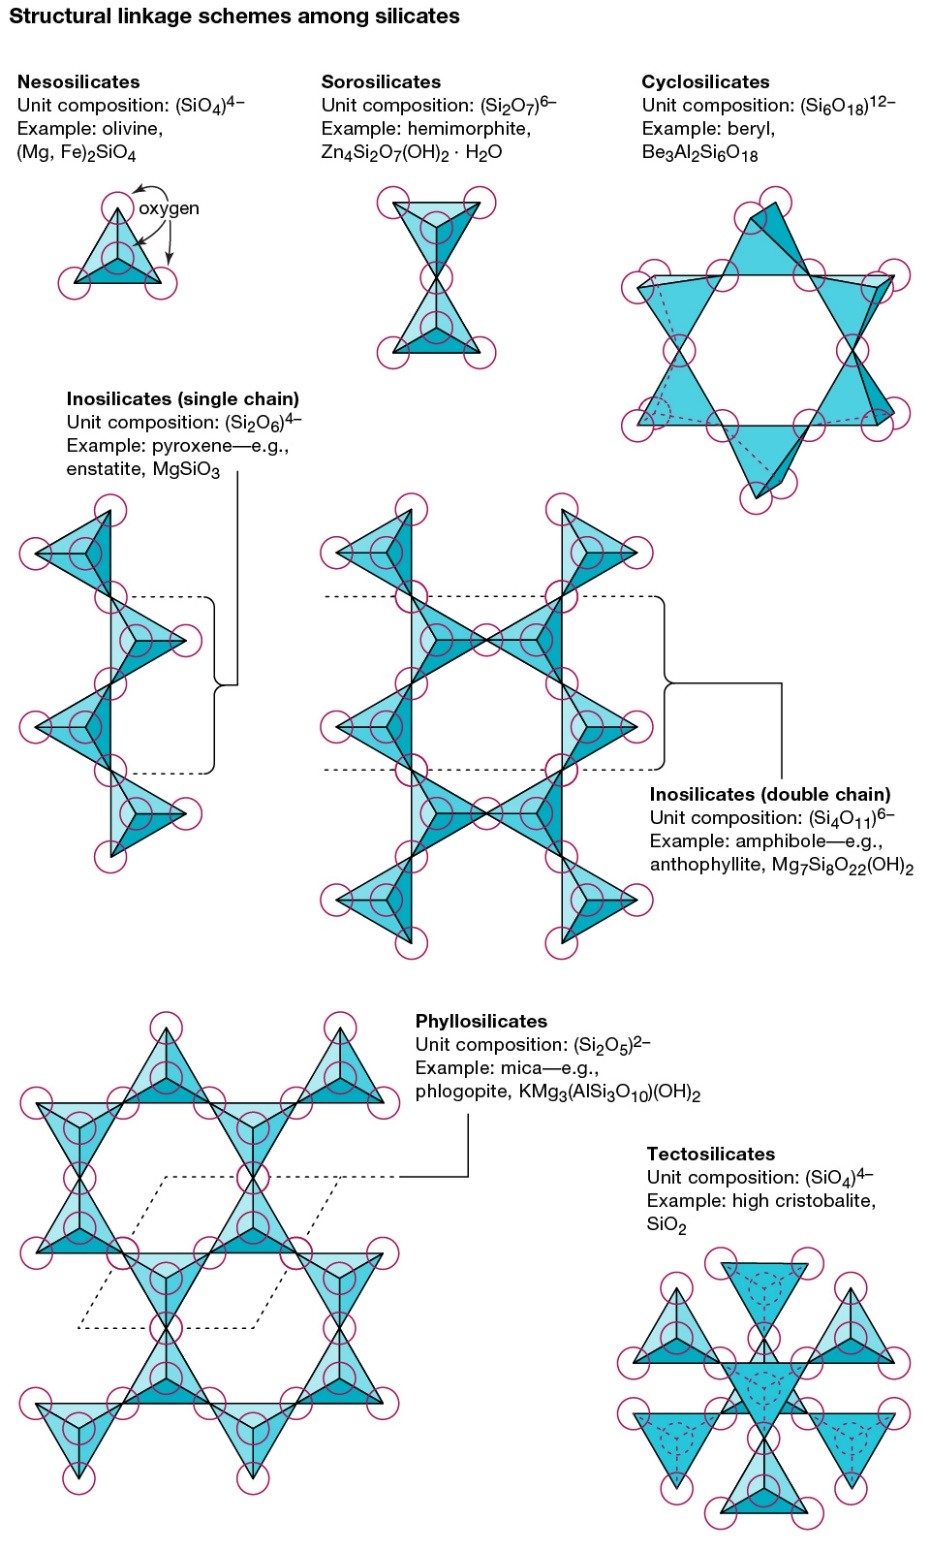 Structural linkage schemes among silicates
Nesosilicates
Unit composition: (SiO₄)⁴⁻
Example: olivine,
(Mg, Fe)₂SiO₄
oxygen
Sorosilicates
Unit composition: (Si₂O₇)⁶⁻
Example: hemimorphite,
Zn₄Si₂O₇(OH)₂ · H₂O
Cyclosilicates
Unit composition: (Si₆O₁₈)¹²⁻
Example: beryl,
Be₃Al₂Si₆O₁₈
Inosilicates (single chain)
Unit composition: (Si₂O₆)⁴⁻
Example: pyroxene—e.g.,
enstatite, MgSiO₃
Inosilicates (double chain)
Unit composition: (Si₄O₁₁)⁶⁻
Example: amphibole—e.g.,
anthophyllite, Mg₇Si₈O₂₂(OH)₂
Phyllosilicates
Unit composition: (Si₂O₅)²⁻
Example: mica—e.g.,
phlogopite, KMg₃(AlSi₃O₁₀)(OH)₂
Tectosilicates
Unit composition: (SiO₄)⁴⁻
Example: high cristobalite,
SiO₂